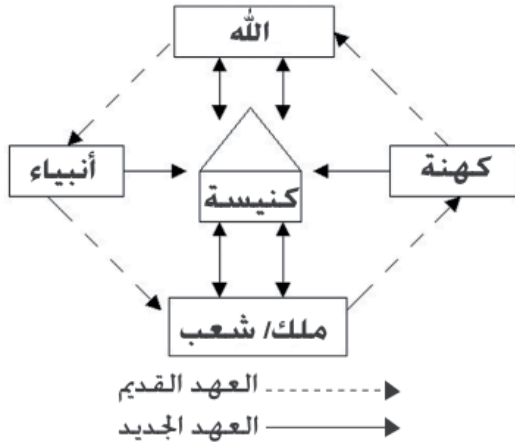 الله
أنبياء
كهنة
كنيسة
ملك/ شعب
العهد القديم
العهد الجديد